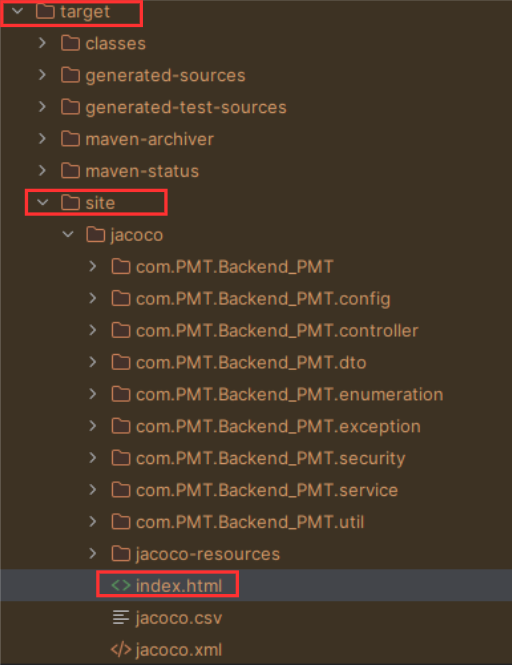 target
classes
generated-sources
generated-test-sources
maven-archiver
maven-status
site
jacoco
com.PMT.Backend_PMT
com.PMT.Backend_PMT.config
com.PMT.Backend_PMT.controller
com.PMT.Backend_PMT.dto
com.PMT.Backend_PMT.enumeration
com.PMT.Backend_PMT.exception
com.PMT.Backend_PMT.security
com.PMT.Backend_PMT.service
com.PMT.Backend_PMT.util
jacoco-resources
index.html
jacoco.csv
jacoco.xml